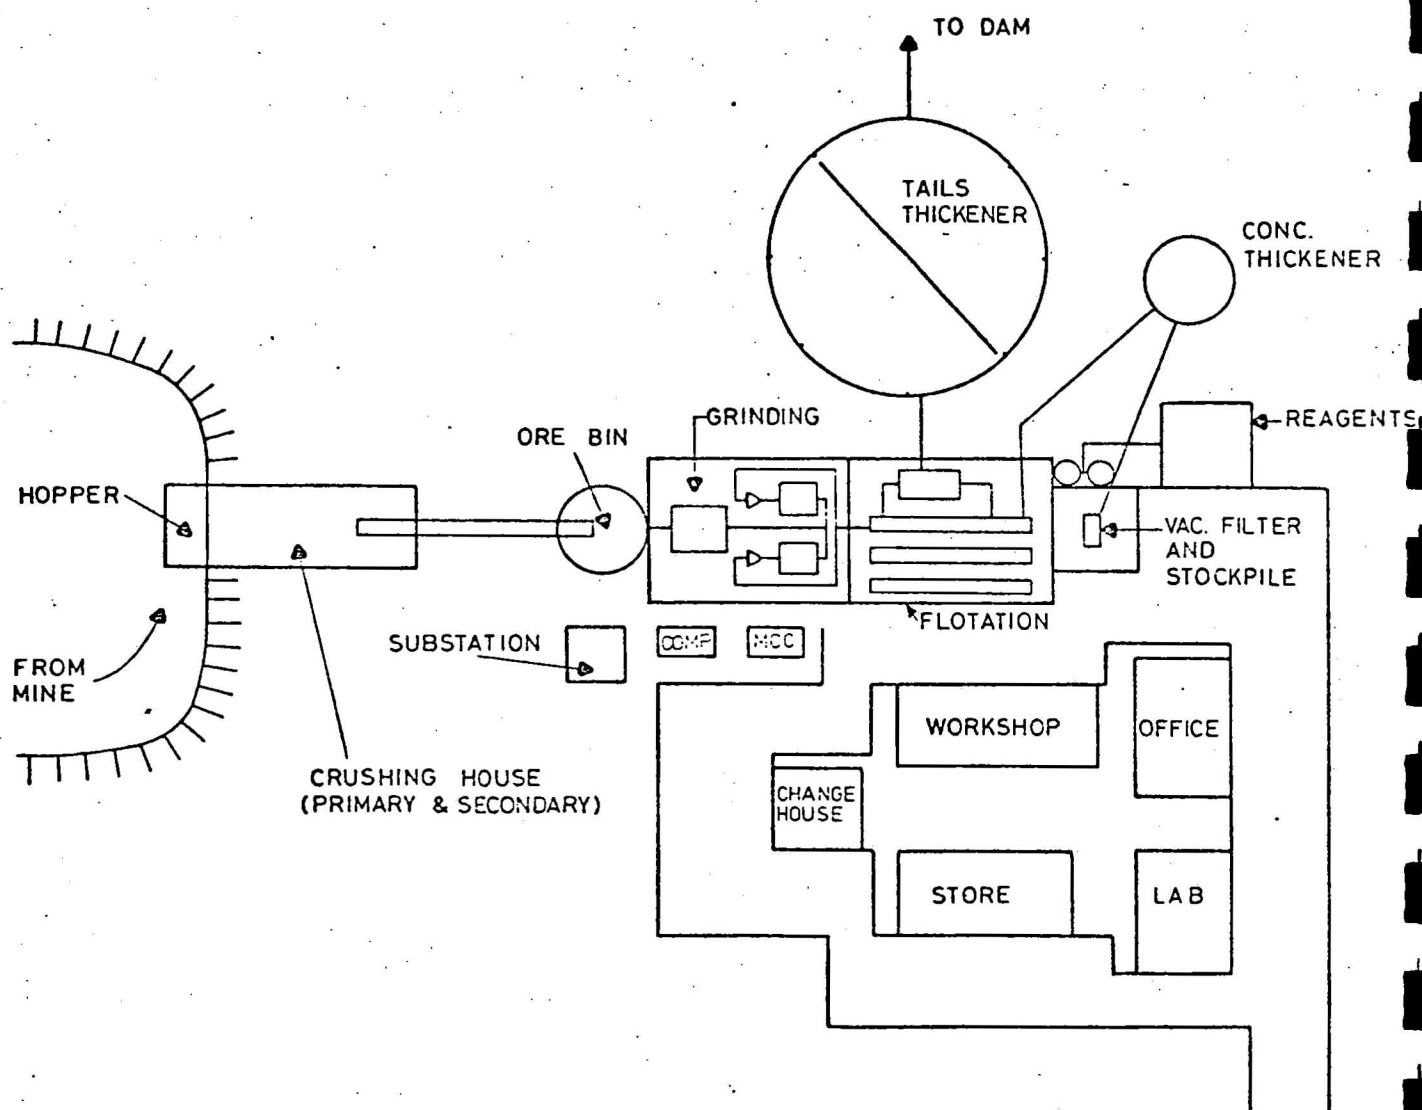 TO DAM
TAILS
THICKENER
CONC.
THICKENER
GRINDING
REAGENTS
ORE BIN
HOPPER
VAC. FILTER
AND
STOCKPILE
FLOTATION
SUBSTATION
COMP
MCC
FROM
MINE
WORKSHOP
OFFICE
CRUSHING HOUSE
(PRIMARY & SECONDARY)
CHANGE
HOUSE
STORE
LAB